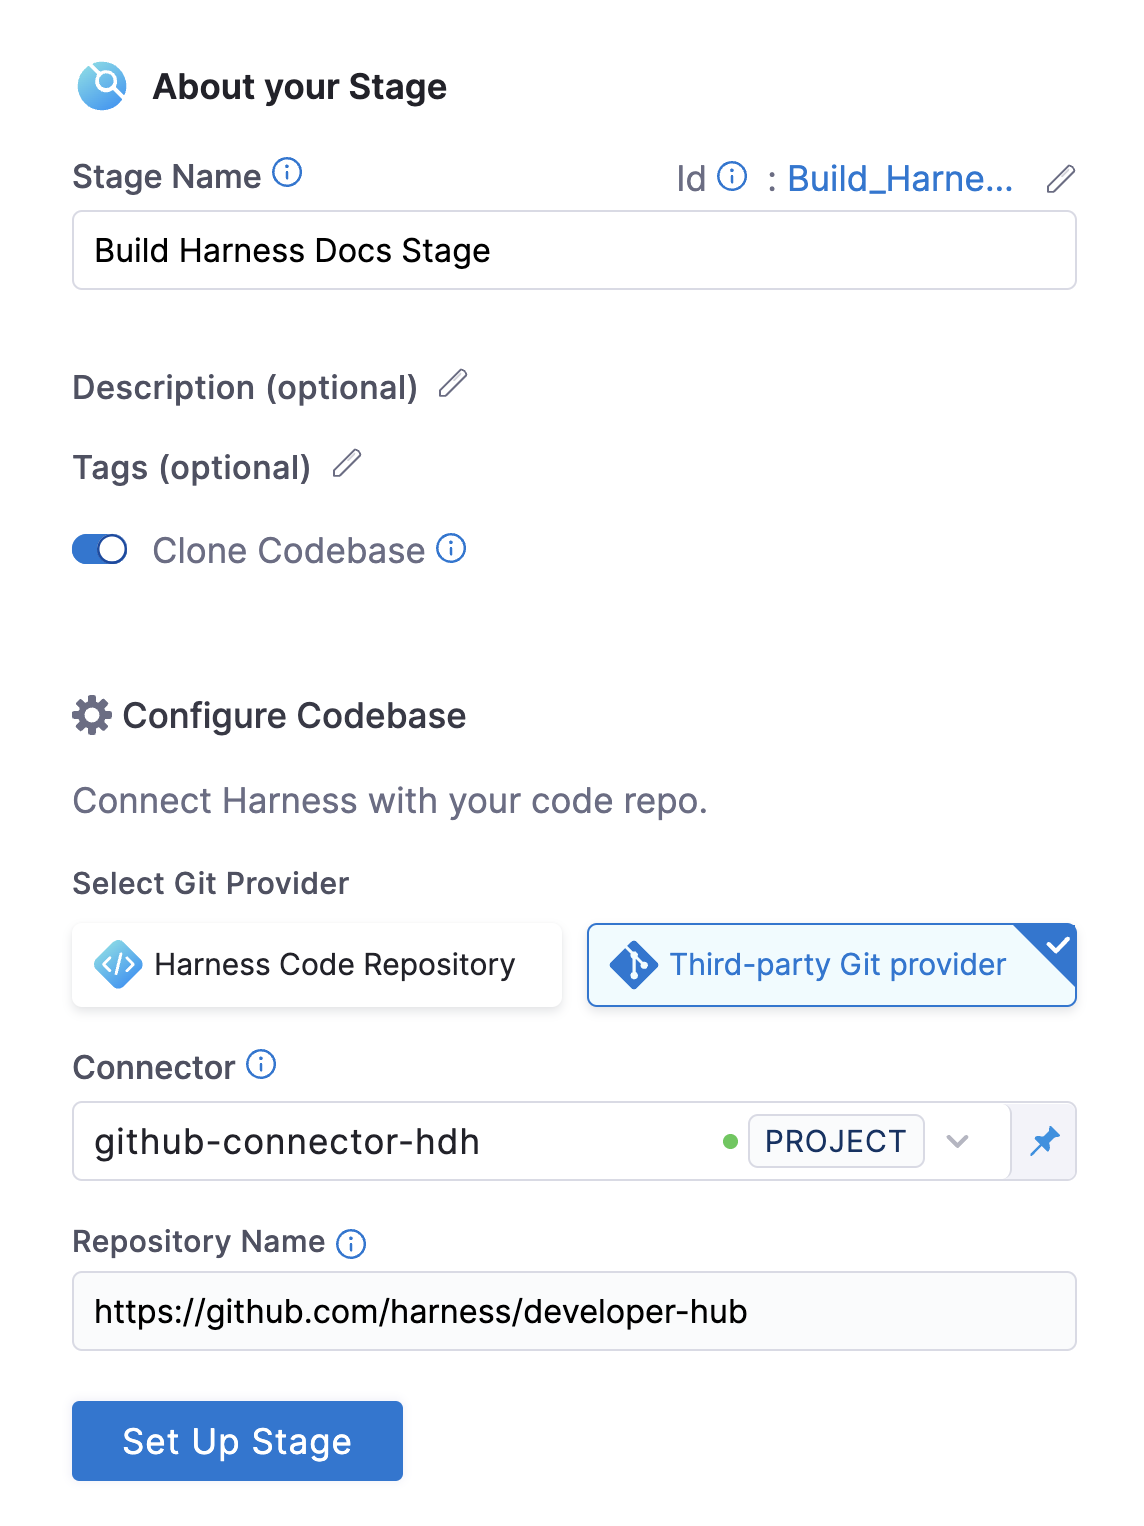 About your Stage
Stage Name Id : Build_Harne...
Build Harness Docs Stage
Description (optional)
Tags (optional)
Clone Codebase
Configure Codebase
Connect Harness with your code repo.
Select Git Provider
Harness Code Repository Third-party Git provider
Connector
github-connector-hdh PROJECT
Repository Name
https://github.com/harness/developer-hub
Set Up Stage